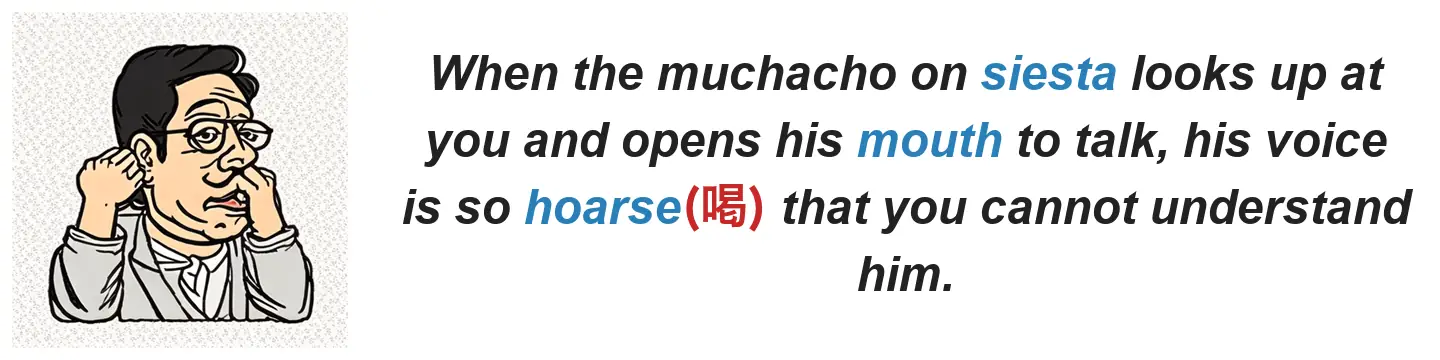 When the muchacho on siesta looks up at
you and opens his mouth to talk, his voice
is so hoarse(喝) that you cannot understand
him.